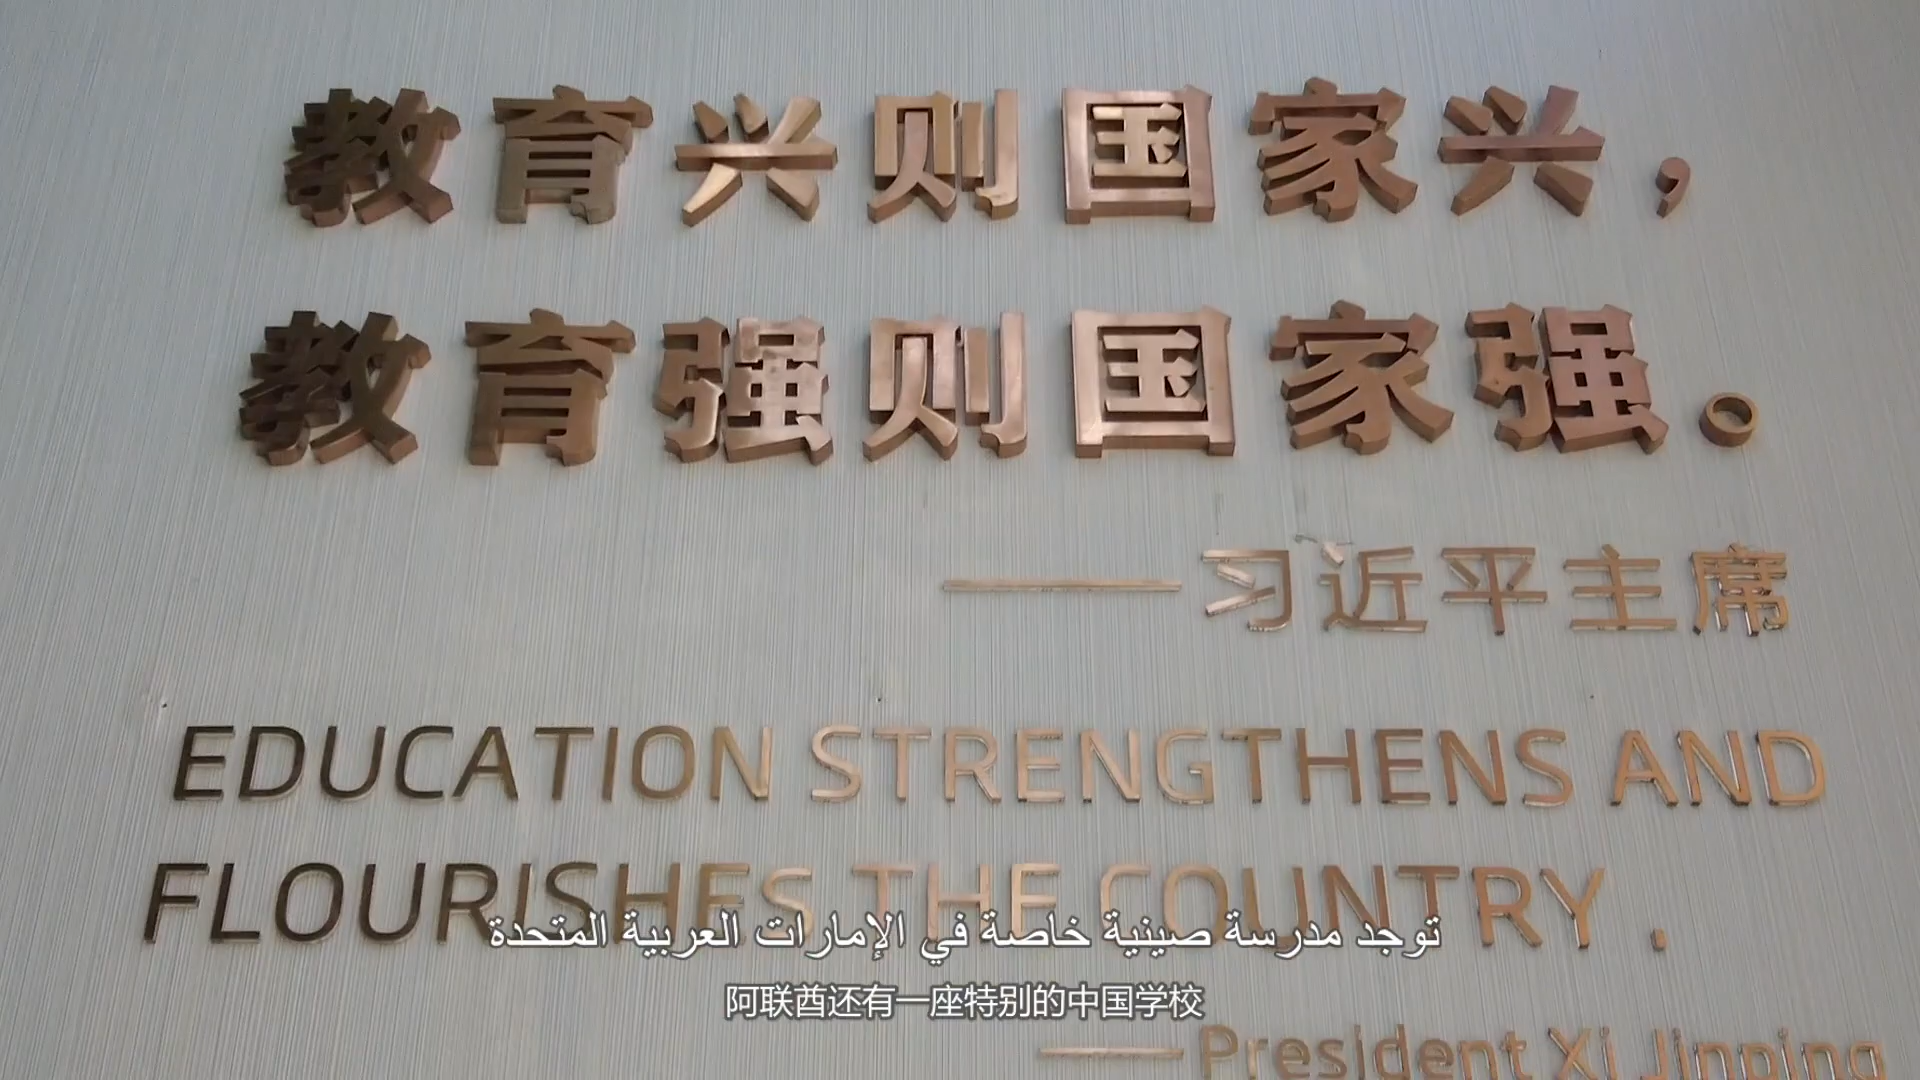 教育兴则国家兴，
教育强则国家强。
——习近平主席
EDUCATION STRENGTHENS AND
FLOURISHES THE COUNTRY.
توجد مدرسة صينية خاصة في الإمارات العربية المتحدة
阿联酋还有一座特别的中国学校
——President Xi Jinping